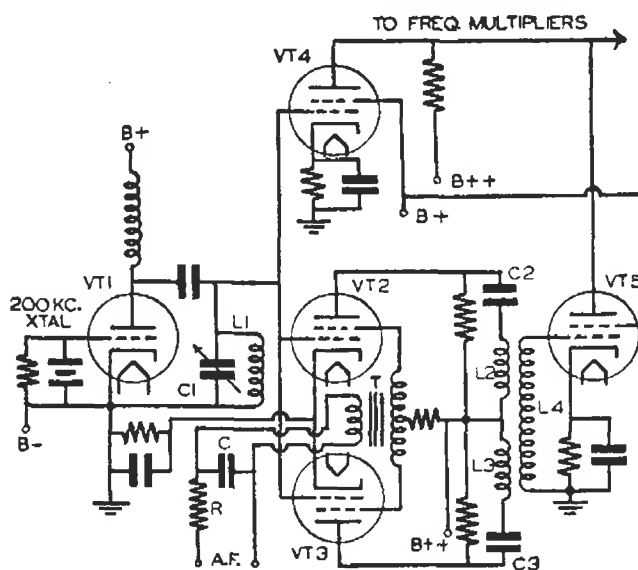 TO FREQ. MULTIPLIERS
VT4
B+
B++
B+
VT1
VT2
C2
VT5
200 KC.
XTAL
L1
L2
C1
T
L4
B-
C
L3
R
B++
A.F.
VT3
C3